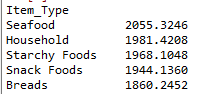 Item_Type
Seafood 2055.3246
Household 1981.4208
Starchy Foods 1968.1048
Snack Foods 1944.1360
Breads 1860.2452